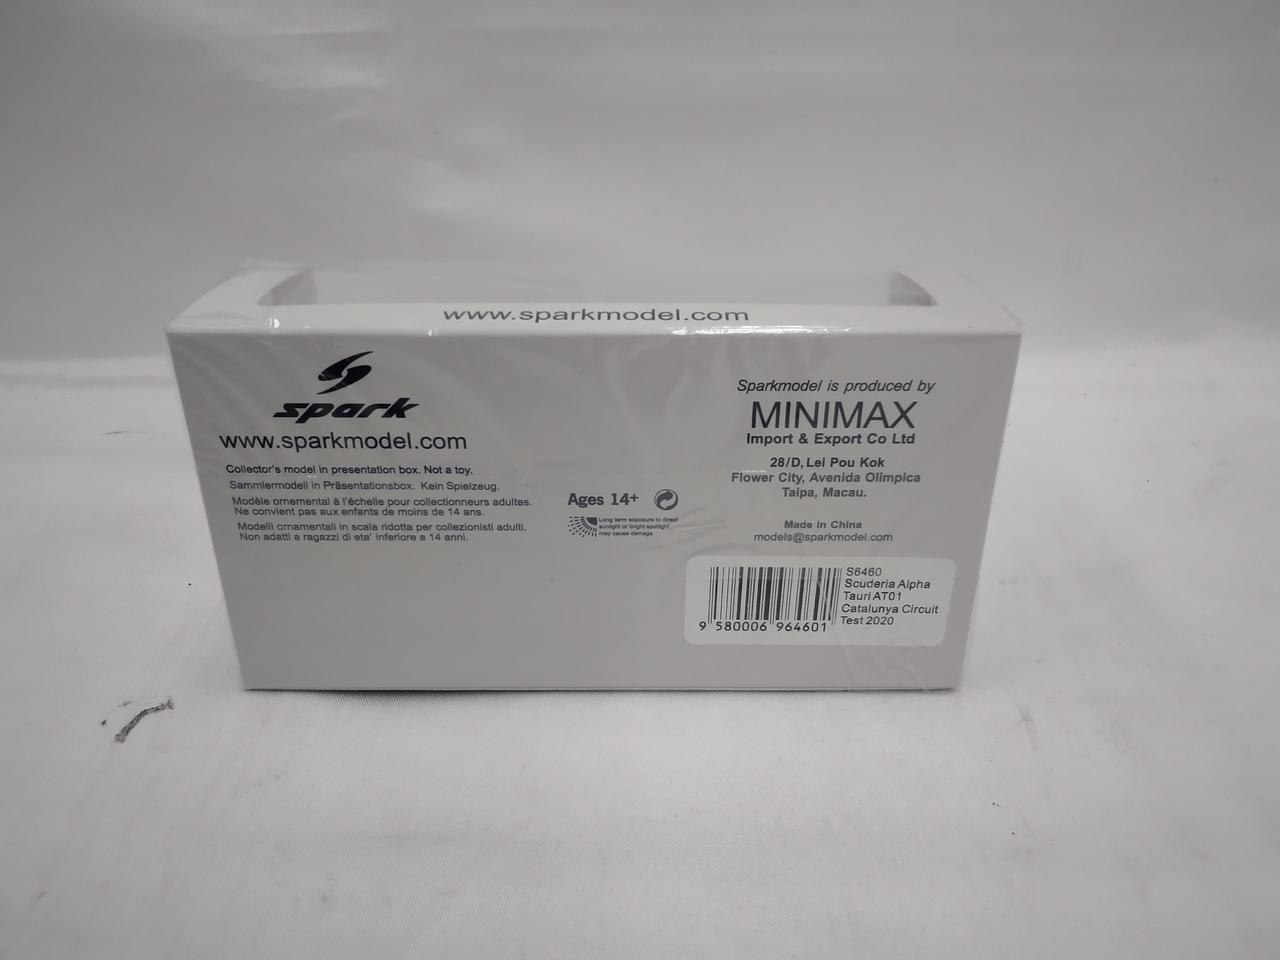 www.sparkmodel.com
spark
www.sparkmodel.com
Collector's model in presentation box. Not a toy.
Sammlermodell in Präsentationsbox. Kein Spielzeug.
Modèle ornemental à l'échelle pour collectionneurs adultes.
Ne convient pas aux enfants de moins de 14 ans.
Modelli ornamentali in scala ridotta per collezionisti adulti.
Non adatti a ragazzi di eta' inferiore a 14 anni.
Ages 14+
Long term exposure to direct
sunlight or bright spotlight
may cause damage
Sparkmodel is produced by
MINIMAX
Import & Export Co Ltd
28/D, Lei Pou Kok
Flower City, Avenida Olimpica
Taipa, Macau.
Made in China
models@sparkmodel.com
S6460
Scuderia Alpha
Tauri AT01
Catalunya Circuit
Test 2020
9 580006 964601